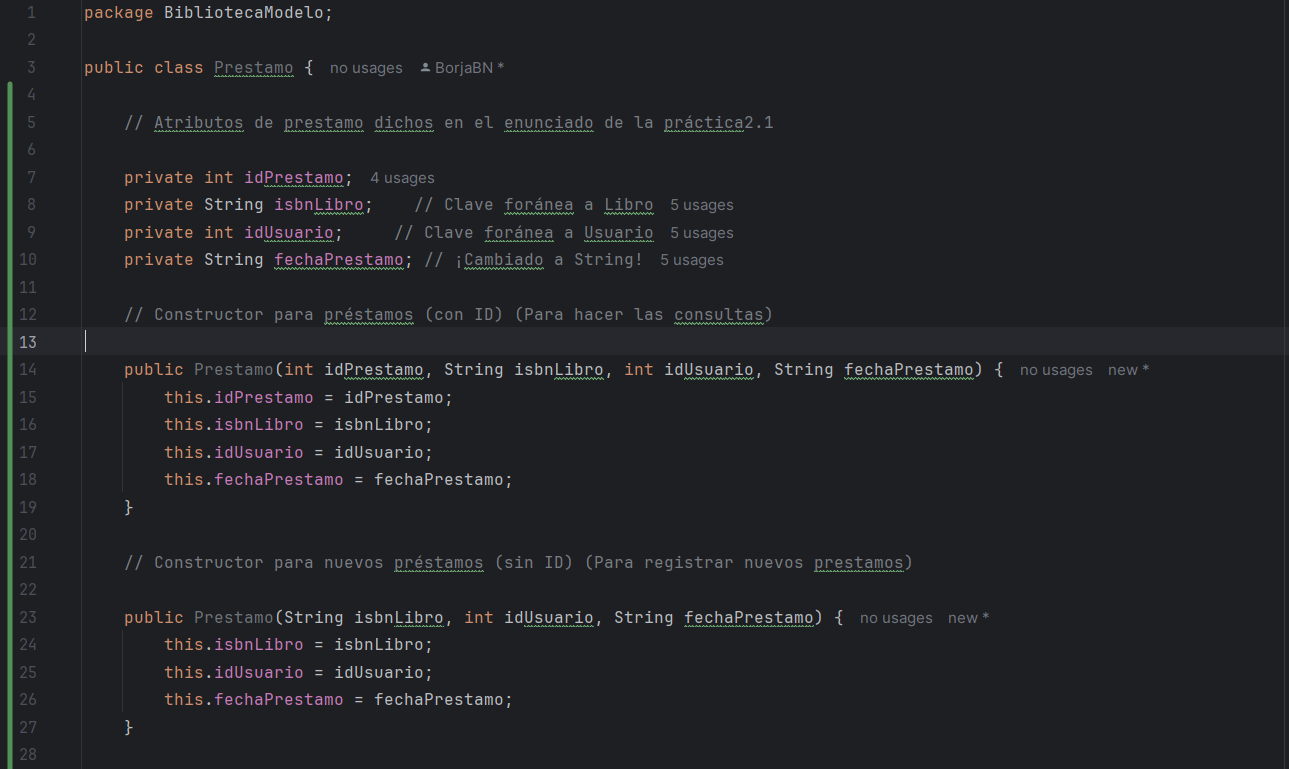 1 package BibliotecaModelo;
2
3 public class Prestamo { no usages BorjaBN *
4
5 // Atributos de prestamo dichos en el enunciado de la práctica2.1
6
7 private int idPrestamo; 4 usages
8 private String isbnLibro; // Clave foránea a Libro 5 usages
9 private int idUsuario; // Clave foránea a Usuario 5 usages
10 private String fechaPrestamo; // ¡Cambiado a String! 5 usages
11
12 // Constructor para préstamos (con ID) (Para hacer las consultas)
13
14 public Prestamo(int idPrestamo, String isbnLibro, int idUsuario, String fechaPrestamo) { no usages new *
15 this.idPrestamo = idPrestamo;
16 this.isbnLibro = isbnLibro;
17 this.idUsuario = idUsuario;
18 this.fechaPrestamo = fechaPrestamo;
19 }
20
21 // Constructor para nuevos préstamos (sin ID) (Para registrar nuevos prestamos)
22
23 public Prestamo(String isbnLibro, int idUsuario, String fechaPrestamo) { no usages new *
24 this.isbnLibro = isbnLibro;
25 this.idUsuario = idUsuario;
26 this.fechaPrestamo = fechaPrestamo;
27 }
28